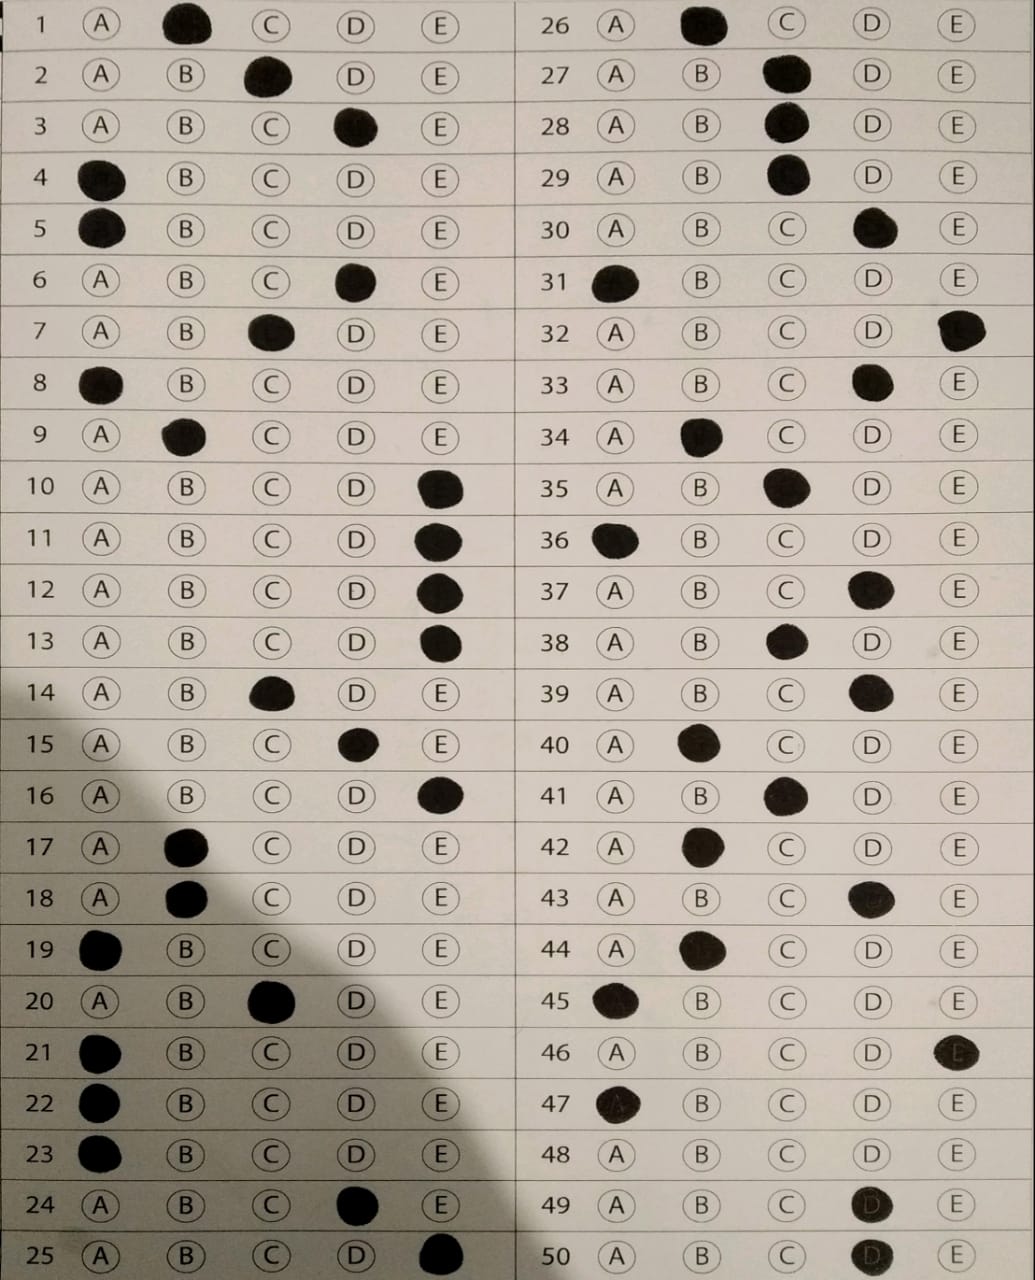 1 A C D E
2 A B D E
3 A B C E
4 B C D E
5 B C D E
6 A B C E
7 A B D E
8 B C D E
9 A C D E
10 A B C D
11 A B C D
12 A B C D
13 A B C D
14 A B D E
15 A B C E
16 A B C D
17 A C D E
18 A C D E
19 B C D E
20 A B D E
21 B C D E
22 B C D E
23 B C D E
24 A B C E
25 A B C D
26 A C D E
27 A B D E
28 A B D E
29 A B D E
30 A B C E
31 B C D E
32 A B C D
33 A B C E
34 A C D E
35 A B D E
36 B C D E
37 A B C E
38 A B D E
39 A B C E
40 A C D E
41 A B D E
42 A C D E
43 A B C D E
44 A C D E
45 A B C D E
46 A B C D E
47 A B C D E
48 A B C D E
49 A B C D E
50 A B C D E